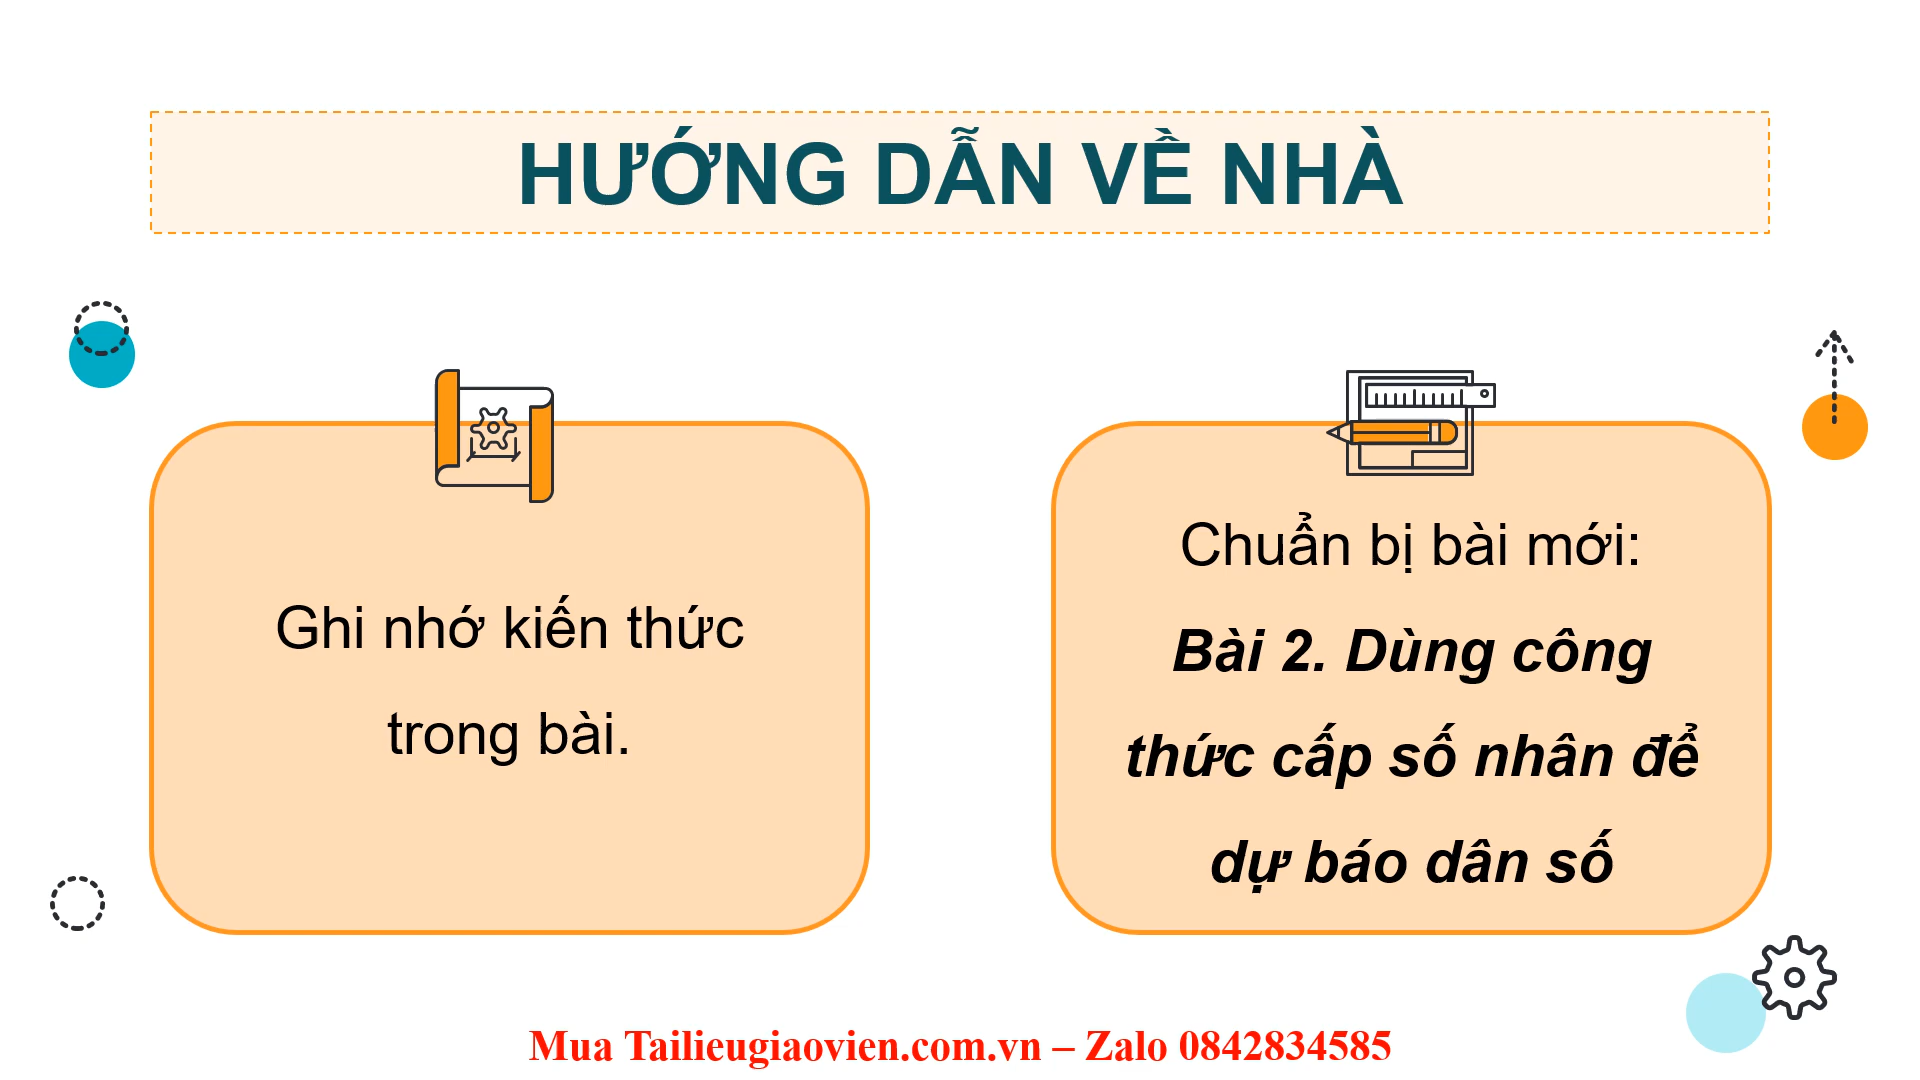 HƯỚNG DẪN VỀ NHÀ
Ghi nhớ kiến thức
trong bài.
Chuẩn bị bài mới:
Bài 2. Dùng công
thức cấp số nhân để
dự báo dân số
Mua Tailieugiaovien.com.vn – Zalo 0842834585